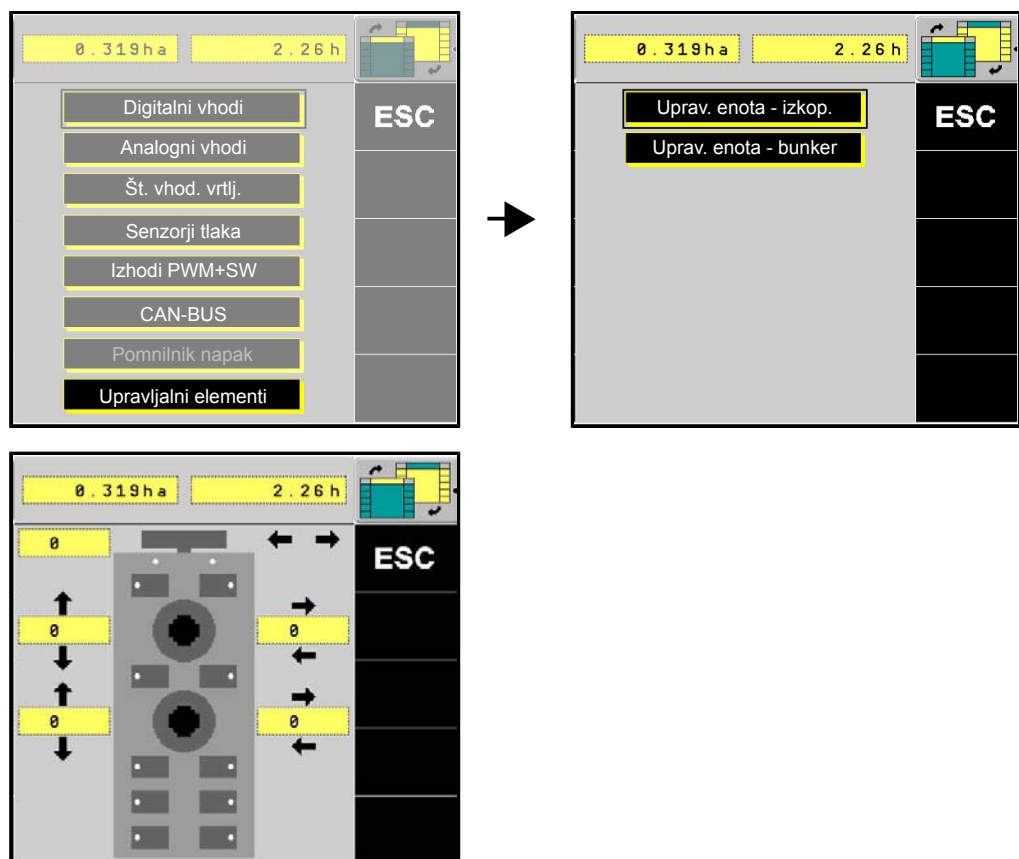 0.319ha 2.26h
Digitalni vhodi
ESC
Analogni vhodi
Št. vhod. vrtlj.
Senzorji tlaka
Izhodi PWM+SW
CAN-BUS
Pomnilnik napak
Upravljalni elementi
0.319ha 2.26h
Uprav. enota - izkop.
ESC
Uprav. enota - bunker
0.319ha 2.26h
0
ESC
0 0
0 0